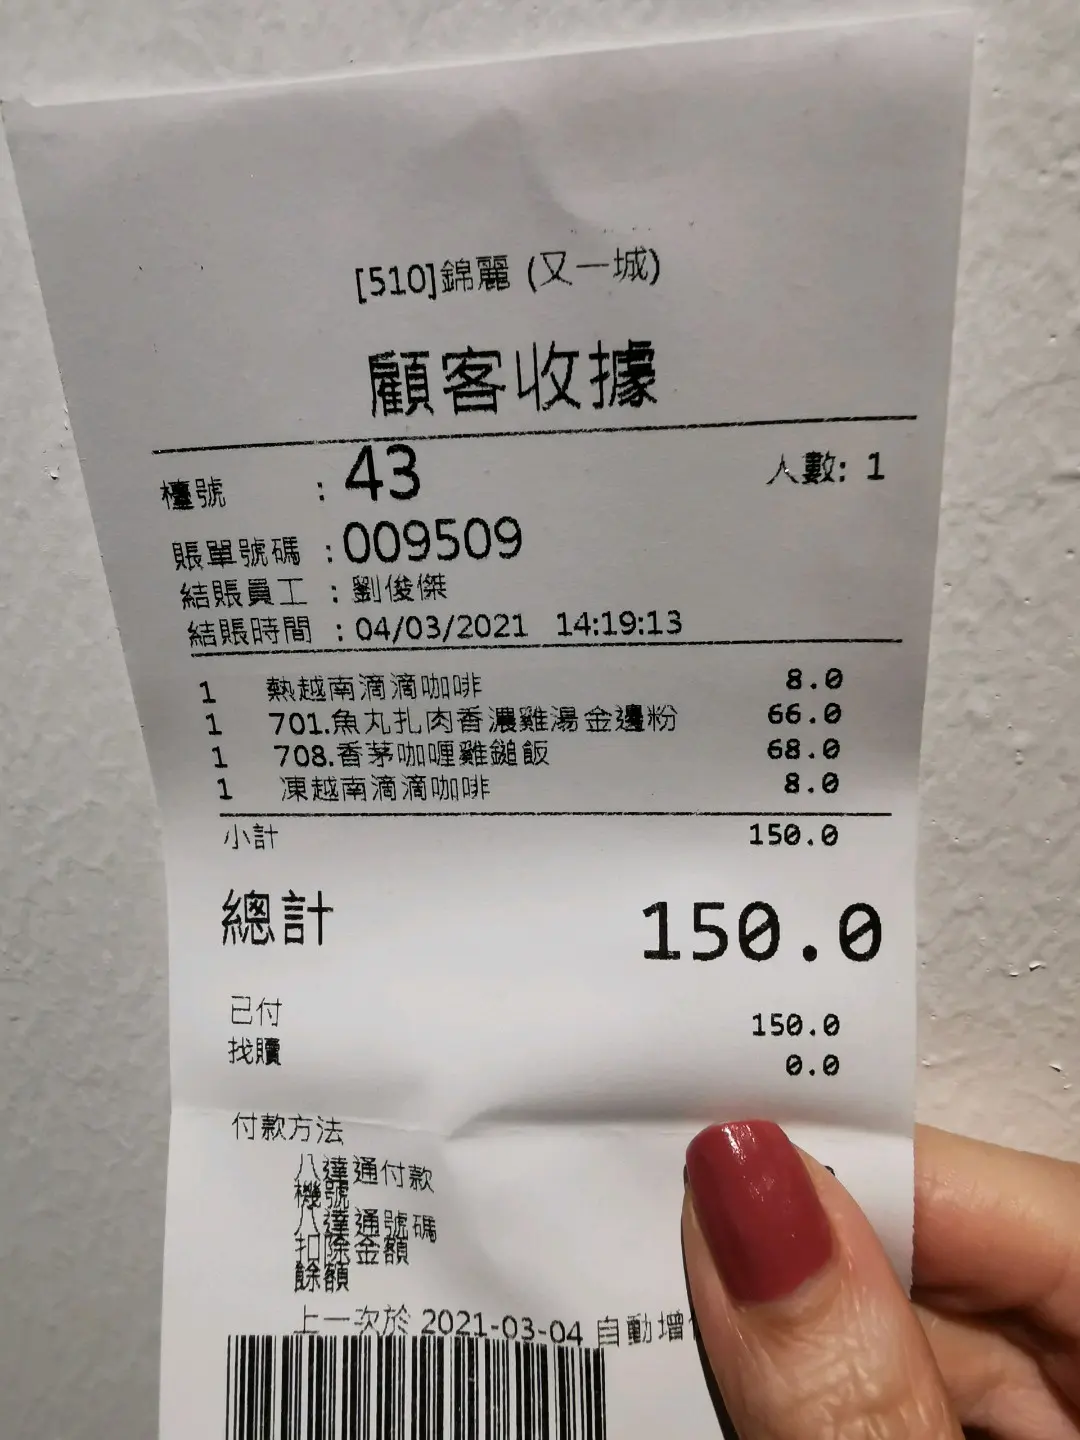 [510]錦麗 (又一城)
顧客收據
檯號 : 43 人數: 1
賬單號碼 : 009509
結賬員工 : 劉俊傑
結賬時間 : 04/03/2021 14:19:13
1 熱越南滴滴咖啡 8.0
1 701.魚丸扎肉香濃雞湯金邊粉 66.0
1 708.香茅咖喱雞鎚飯 68.0
1 凍越南滴滴咖啡 8.0
小計 150.0
總計 150.0
已付 150.0
找贖 0.0
付款方法
八達通付款
機號
八達通號碼
扣除金額
餘額
上一次於 2021-03-04 自動增